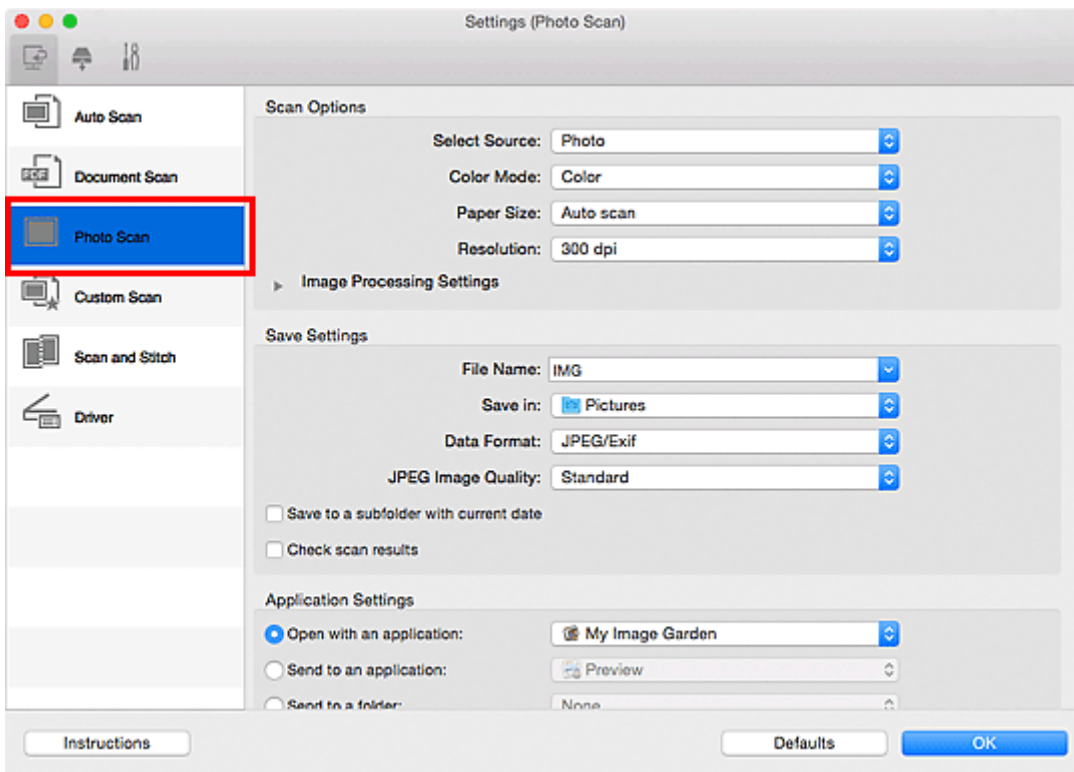 Settings (Photo Scan)
Auto Scan
PDF
Document Scan
Photo Scan
Custom Scan
Scan and Stitch
Driver
Scan Options
Select Source: Photo
Color Mode: Color
Paper Size: Auto scan
Resolution: 300 dpi
Image Processing Settings
Save Settings
File Name: IMG
Save in: Pictures
Data Format: JPEG/Exif
JPEG Image Quality: Standard
Save to a subfolder with current date
Check scan results
Application Settings
Open with an application: My Image Garden
Send to an application: Preview
Send to a folder: None
Instructions
Defaults
OK